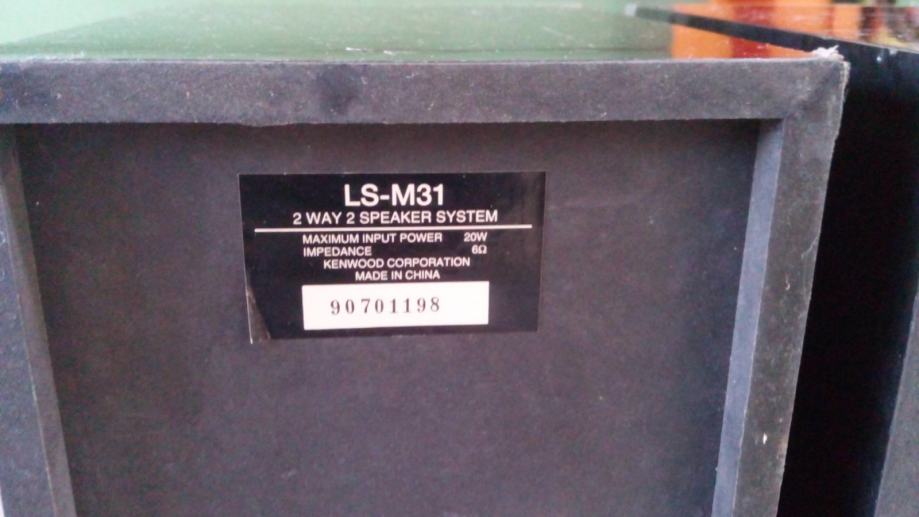 LS-M31
2 WAY 2 SPEAKER SYSTEM
MAXIMUM INPUT POWER 20W
IMPEDANCE 6Ω
KENWOOD CORPORATION
MADE IN CHINA
90701198